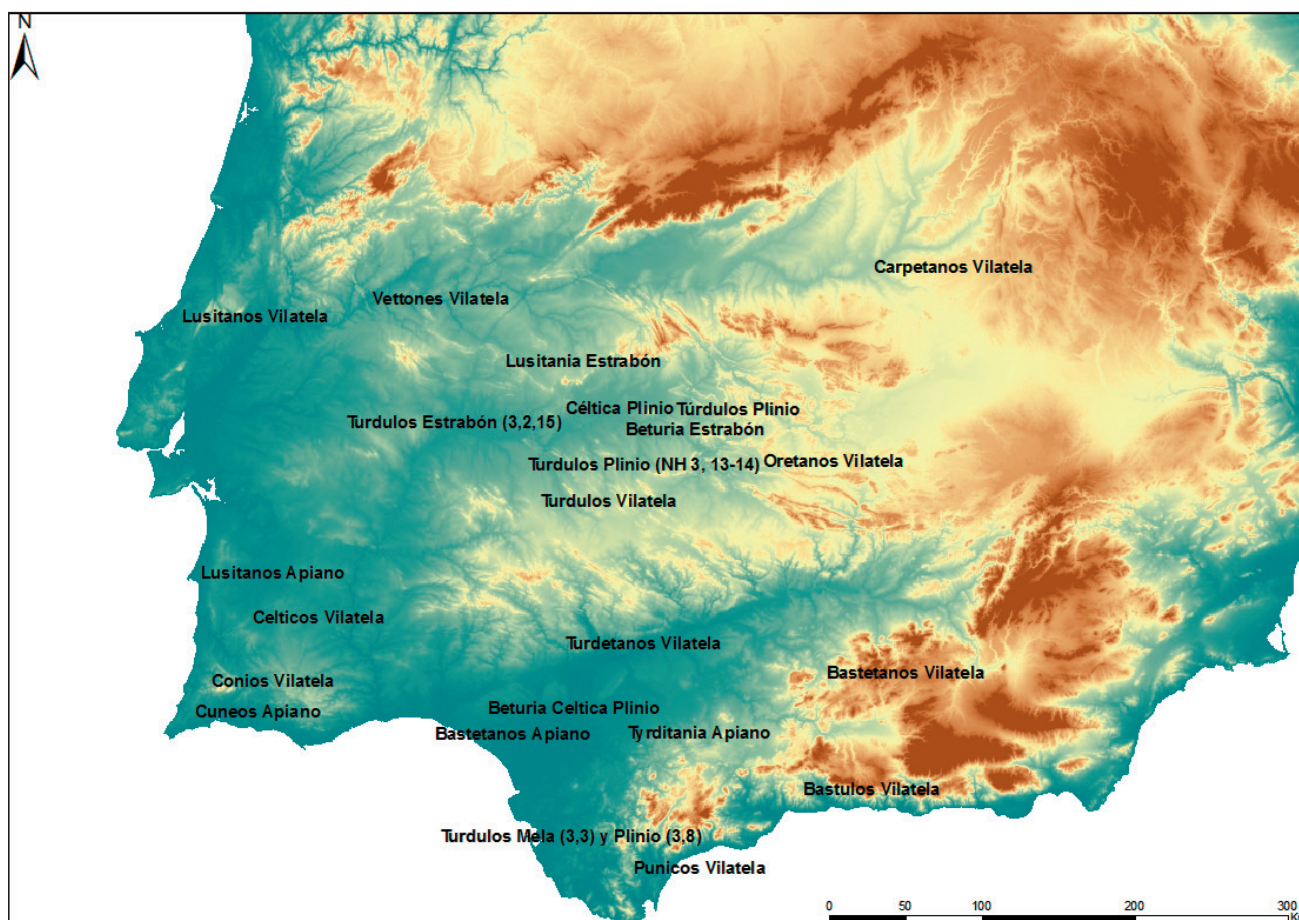 N
Carpetanos Vilatela
Vettones Vilatela
Lusitanos Vilatela
Lusitania Estrabón
Céltica Plinio
Túrdulos Plinio
Turdulos Estrabón (3,2,15)
Beturia Estrabón
Turdulos Plinio (NH 3, 13-14)
Oretanos Vilatela
Turdulos Vilatela
Lusitanos Apiano
Celticos Vilatela
Turdetanos Vilatela
Bastetanos Vilatela
Conios Vilatela
Cuneos Apiano
Beturia Celtica Plinio
Bastetanos Apiano
Tyrditania Apiano
Bastulos Vilatela
Turdulos Mela (3,3) y Plinio (3,8)
Punicos Vilatela
0 50 100 200 300